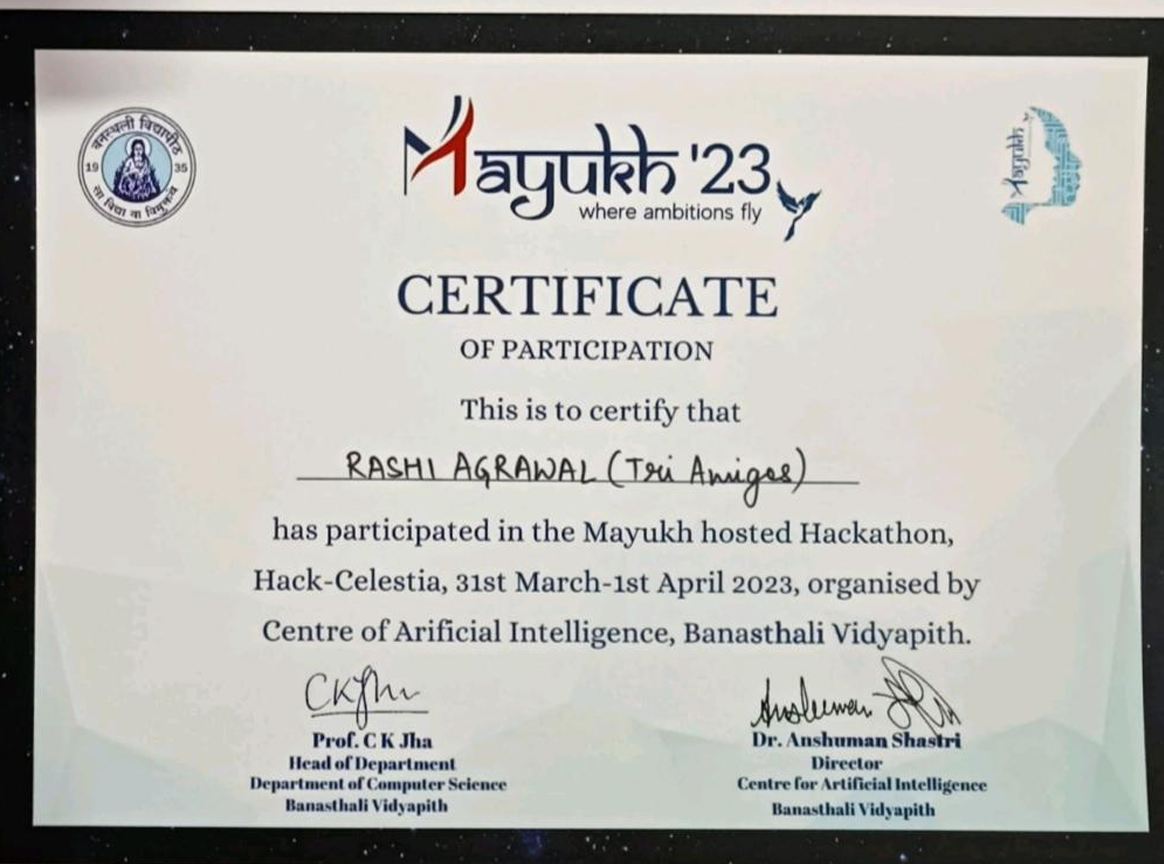 वनस्थली विद्यापीठ
19 35
सा विद्या या विमुक्तये
Mayukh '23
where ambitions fly
Mayukh
CERTIFICATE
OF PARTICIPATION
This is to certify that
RASHI AGRAWAL (Tri Amigos)
has participated in the Mayukh hosted Hackathon,
Hack-Celestia, 31st March-1st April 2023, organised by
Centre of Arificial Intelligence, Banasthali Vidyapith.
CKJha
Anshuman
Prof. C K Jha
Head of Department
Department of Computer Science
Banasthali Vidyapith
Dr. Anshuman Shastri
Director
Centre for Artificial Intelligence
Banasthali Vidyapith